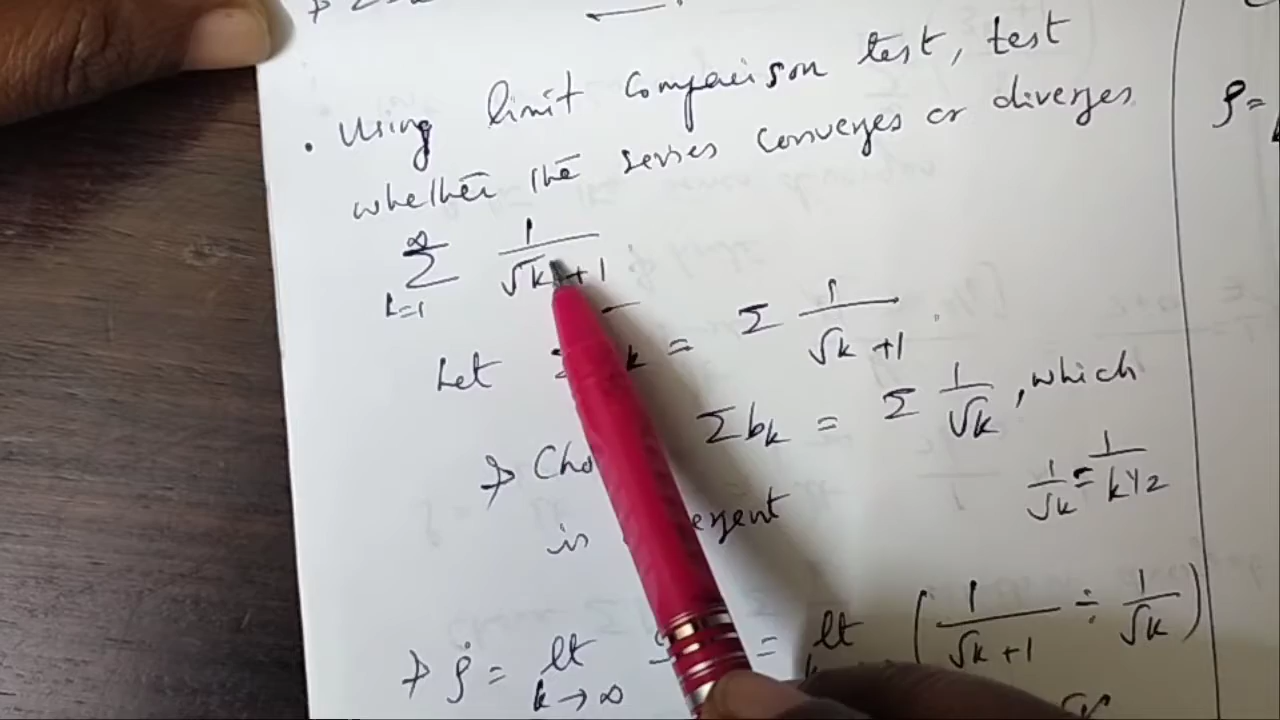 • Using limit comparison test, test
whether the series converges or diverges
∞
Σ 1/(√k + 1)
k=1
Let k = Σ 1/(√k + 1)
Σbk = Σ 1/√k , which
is
1/√k = 1/k^1/2
ρ = lt = lt ( 1/(√k + 1) ÷ 1/√k )
k→∞
ρ =